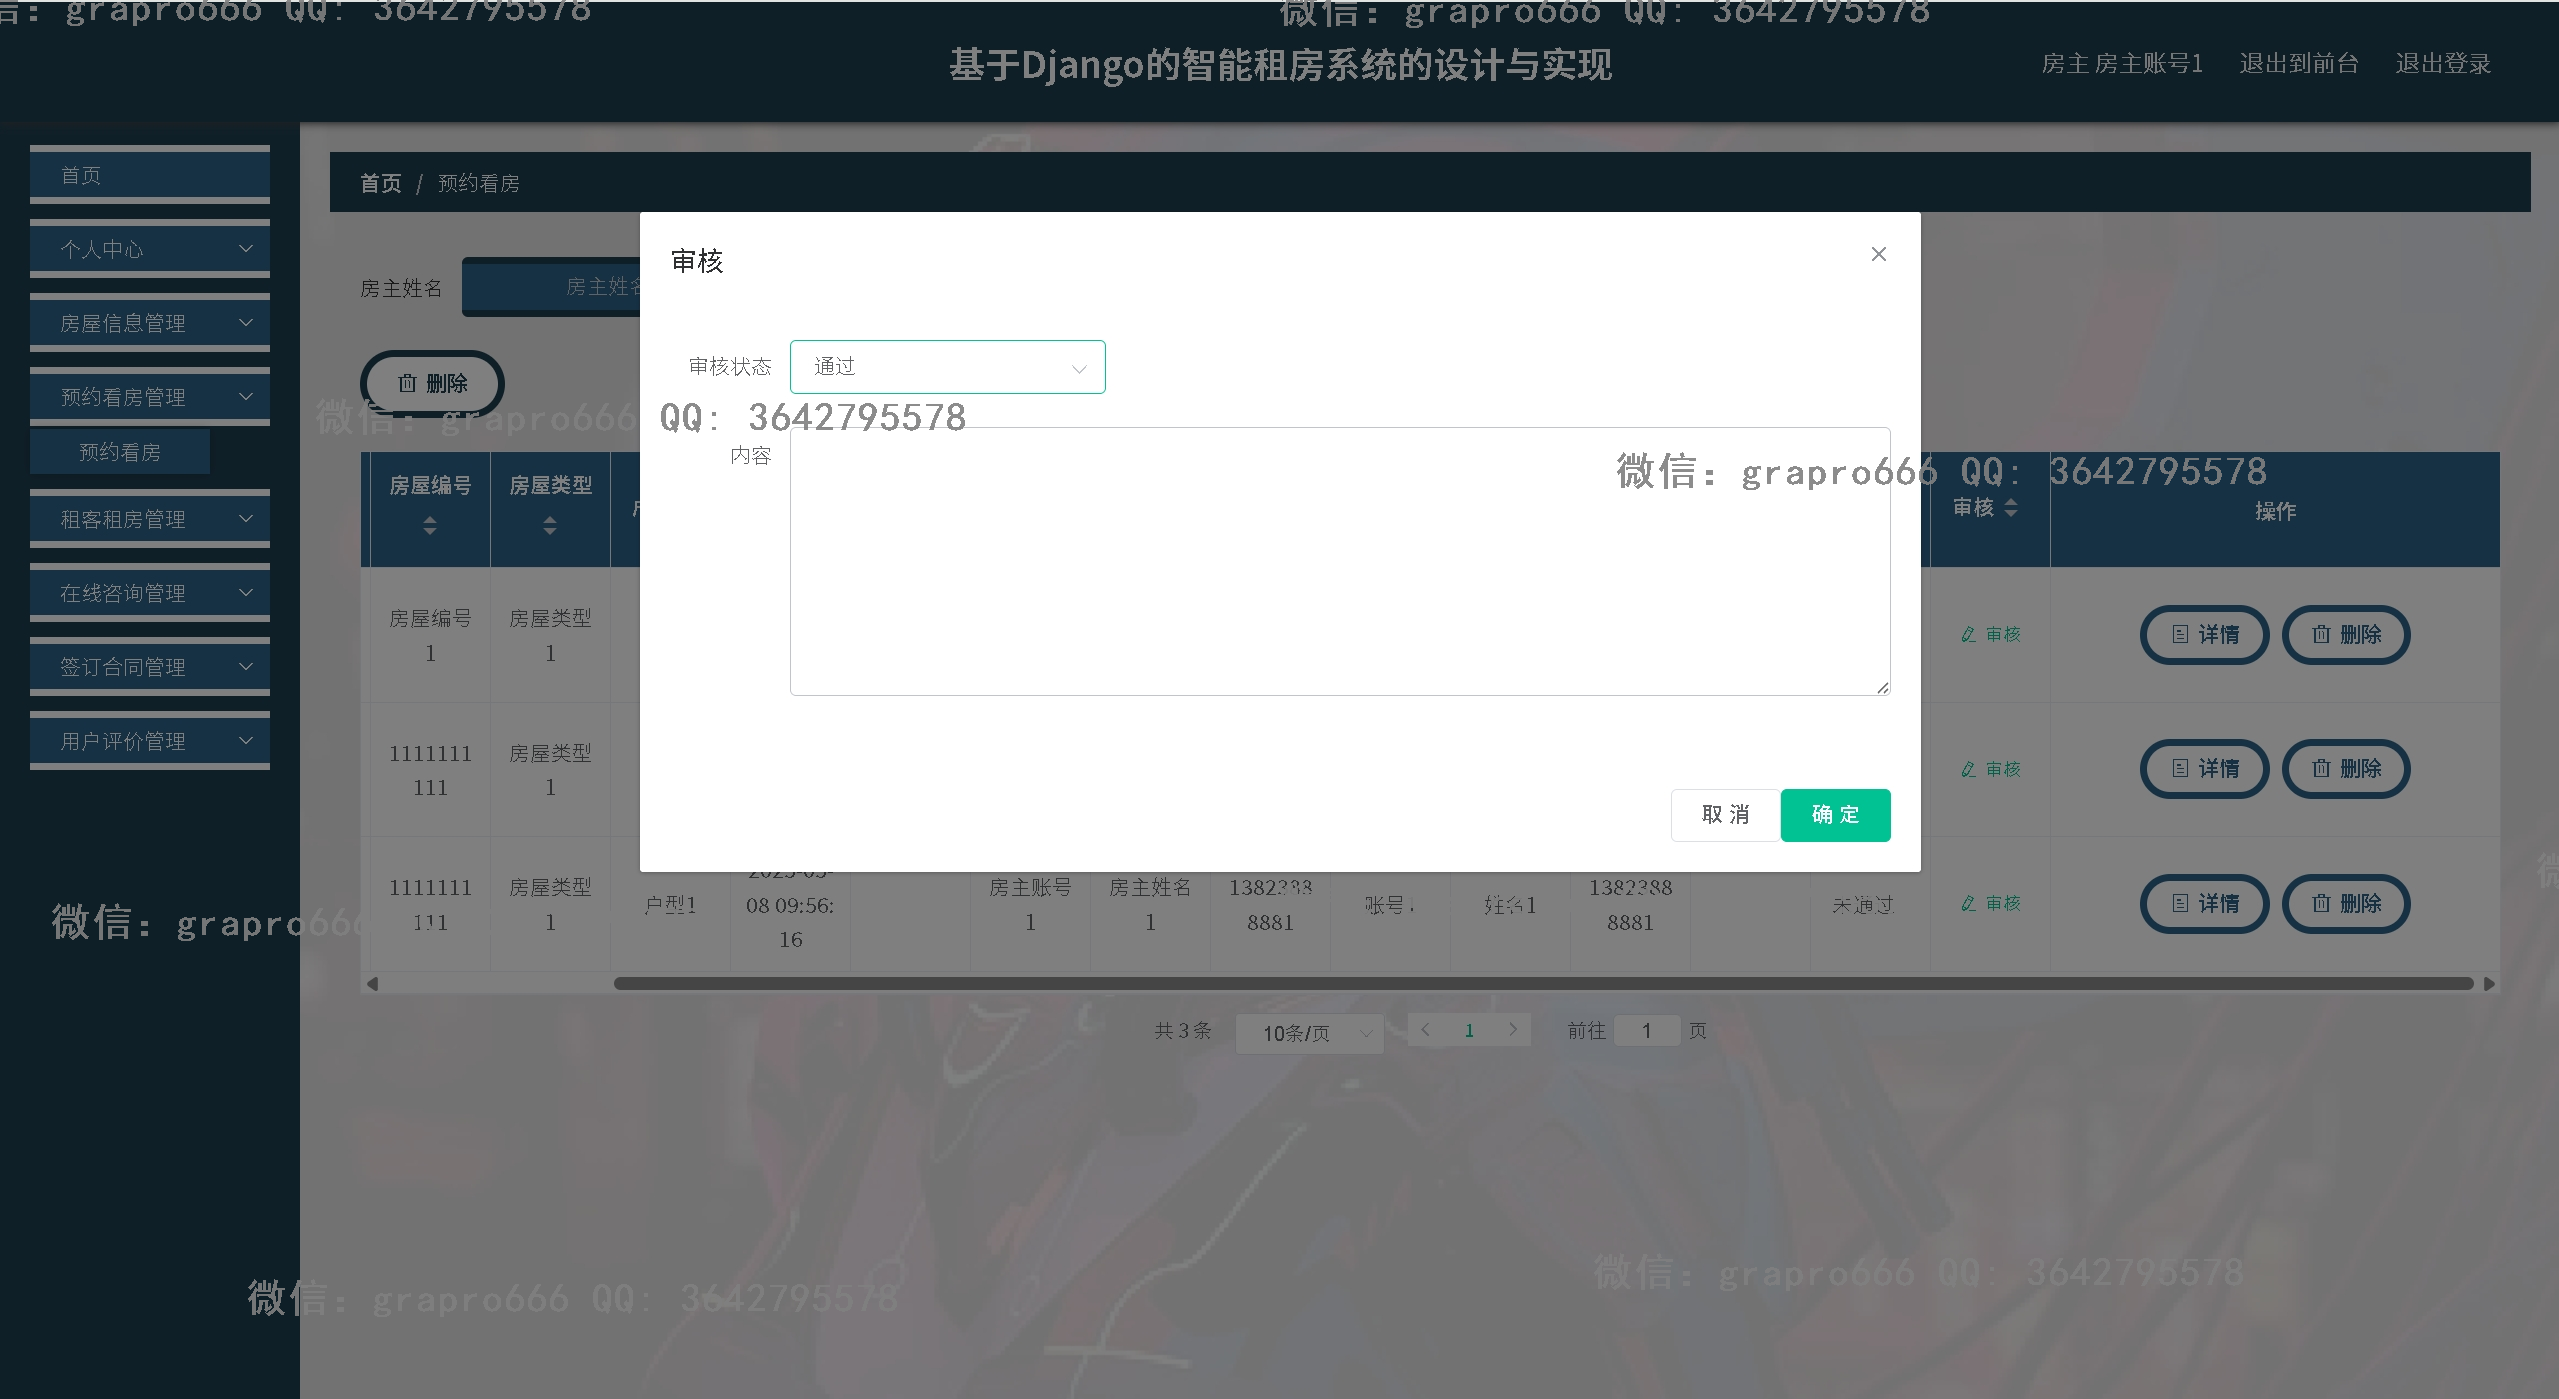 微信: grapro666 QQ: 3642795578
微信: grapro666 QQ: 3642795578
基于Django的智能租房系统的设计与实现
房主 房主账号1 退出到前台 退出登录
首页
个人中心
房屋信息管理
预约看房管理
预约看房
租客租房管理
在线咨询管理
签订合同管理
用户评价管理
首页 / 预约看房
房主姓名 房主姓名
删除
审核
审核状态 通过
内容
取消 确定
微信: grapro666 QQ: 3642795578
微信: grapro666 QQ: 3642795578
房屋编号 房屋类型 审核 操作
房屋编号1 房屋类型1 审核 详情 删除
1111111111 房屋类型1 审核 详情 删除
1111111111 房屋类型1 户型1 08 09:56:16 房主账号1 房主姓名1 13823888881 账号1 姓名1 13823888881 未通过 审核 详情 删除
微信: grapro666
共 3 条 10条/页 1 前往 1 页
微信: grapro666 QQ: 3642795578
微信: grapro666 QQ: 3642795578